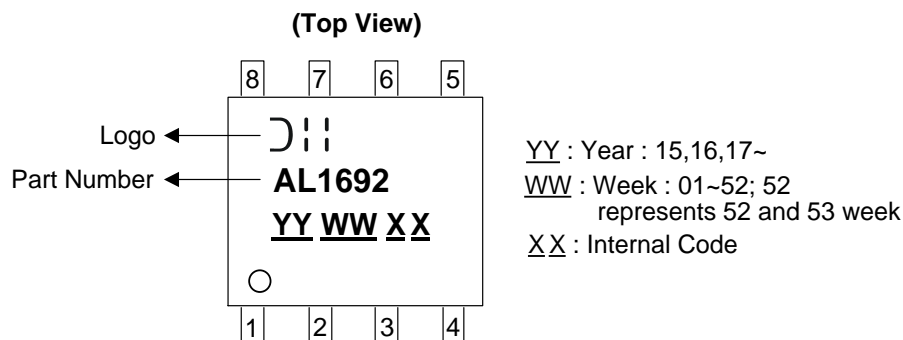 (Top View)
8 7 6 5
Logo
Part Number
AL1692
YY WW X X
1 2 3 4
YY : Year : 15,16,17~
WW : Week : 01~52; 52
represents 52 and 53 week
X X : Internal Code